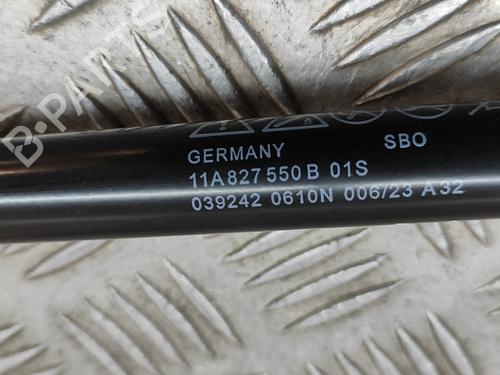 B-PARTS
GERMANY SBO
11A 827 550 B 01S
039242 0610N 006/23 A32